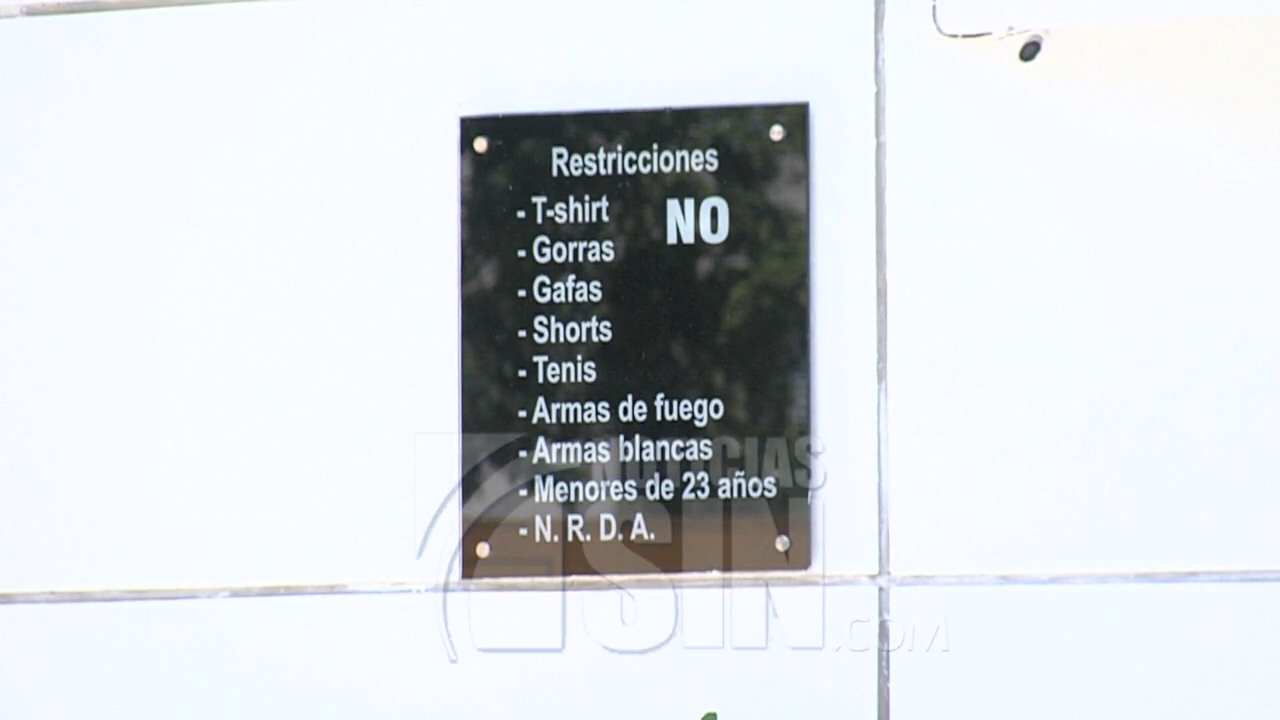 Restricciones
- T-shirt NO
- Gorras
- Gafas
- Shorts
- Tenis
- Armas de fuego
- Armas blancas
- Menores de 23 años
- N. R. D. A.
NOTICIAS
SIN
.COM